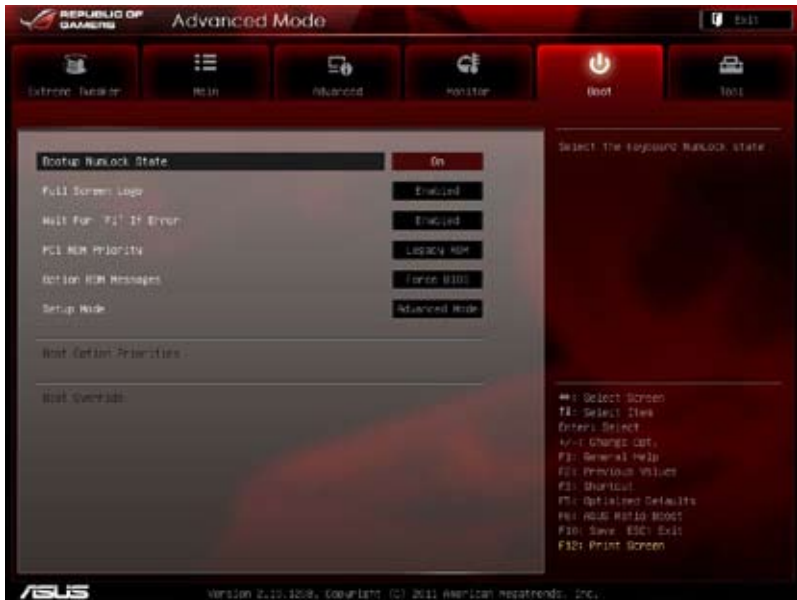 REPUBLIC OF
GAMERS
Advanced Mode
Exit
Extreme Tweaker
Main
Advanced
Monitor
Boot
Tool
Bootup NumLock State
On
Full Screen Logo
Enabled
Wait For 'F1' If Error
Enabled
PCI ROM Priority
Legacy ROM
Option ROM Messages
Force BIOS
Setup Mode
Advanced Mode
Boot Option Priorities
Boot Override
Select the keyboard NumLock state
↔: Select Screen
↑↓: Select Item
Enter: Select
+/-: Change Opt.
F1: General Help
F2: Previous Values
F3: Shortcut
F5: Optimized Defaults
F6: ASUS Ratio Boost
F10: Save ESC: Exit
F12: Print Screen
ASUS
Version 2.10.1208. Copyright (C) 2011 American Megatrends, Inc.